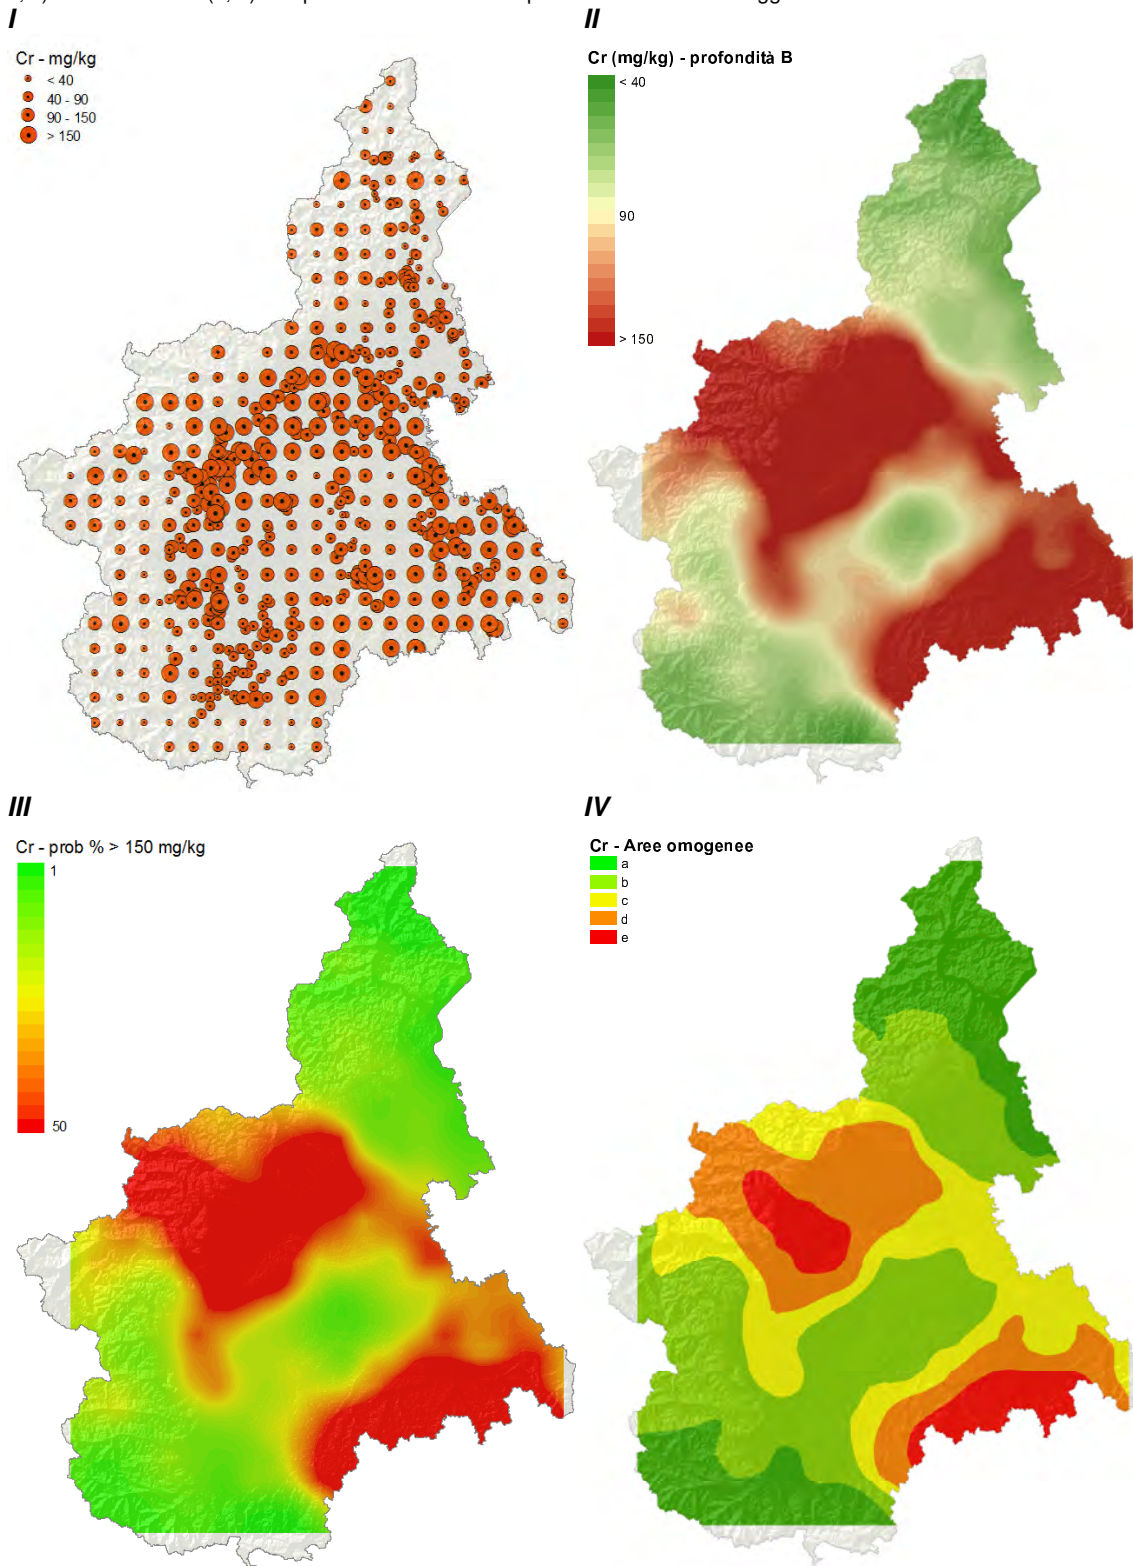 I
II
Cr - mg/kg
< 40
40 - 90
90 - 150
> 150
Cr (mg/kg) - profondità B
< 40
90
> 150
III
IV
Cr - prob % > 150 mg/kg
1
50
Cr - Aree omogenee
a
b
c
d
e